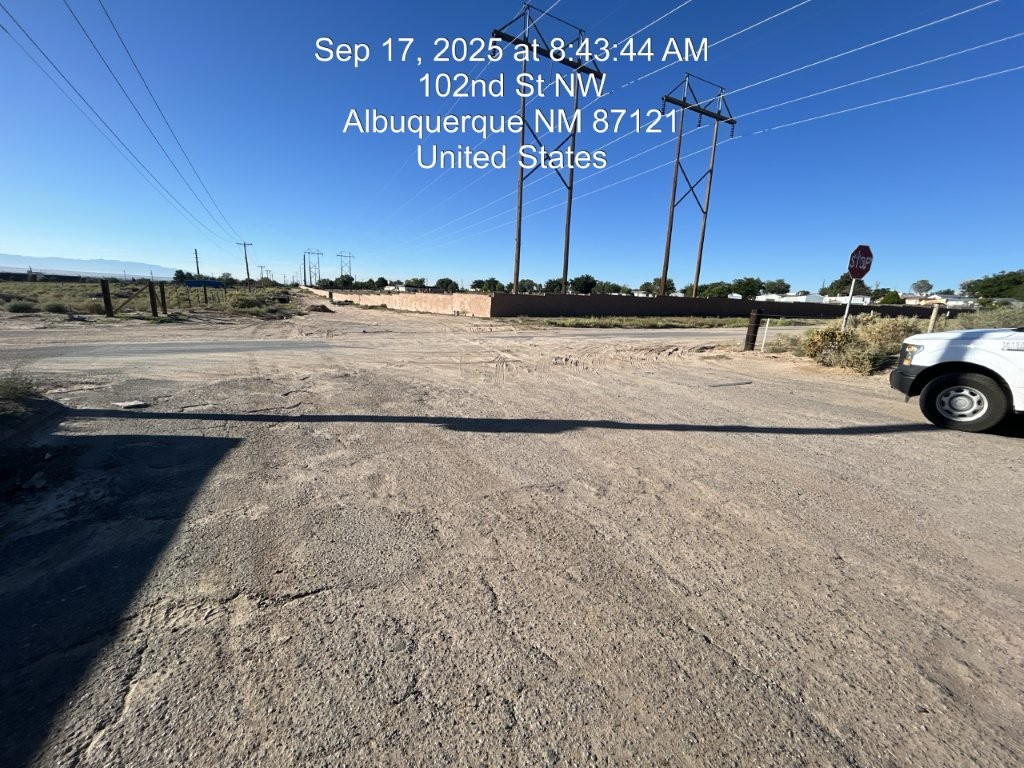 Sep 17, 2025 at 8:43:44 AM
102nd St NW
Albuquerque NM 87121
United States
STOP